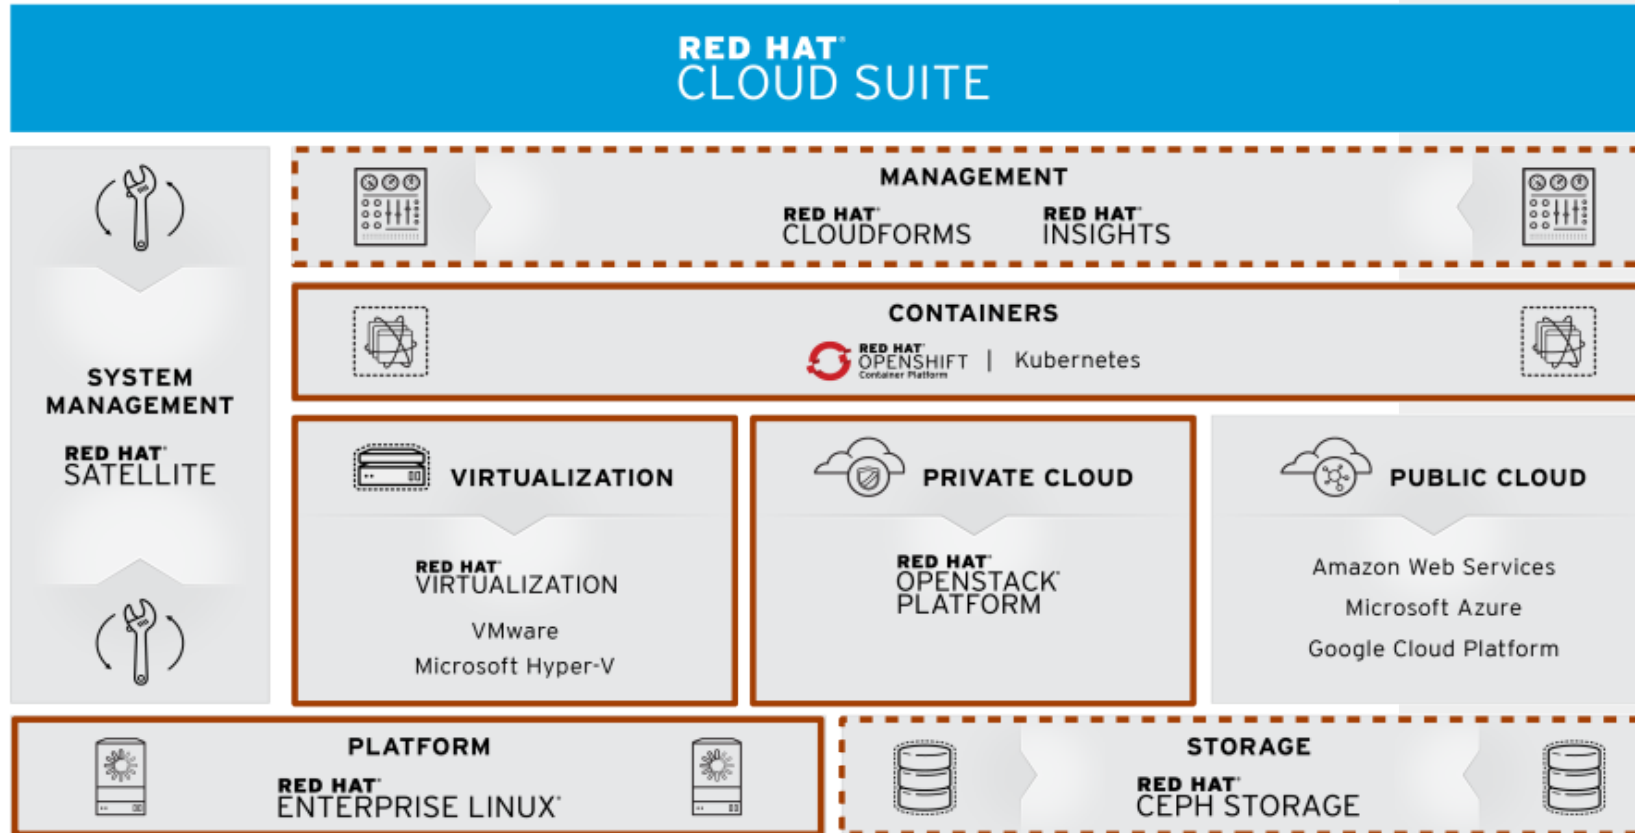 RED HAT®
CLOUD SUITE
SYSTEM
MANAGEMENT
RED HAT®
SATELLITE
MANAGEMENT
RED HAT®
CLOUDFORMS
RED HAT®
INSIGHTS
CONTAINERS
RED HAT®
OPENSHIFT
Container Platform
| Kubernetes
VIRTUALIZATION
RED HAT®
VIRTUALIZATION
VMware
Microsoft Hyper-V
PRIVATE CLOUD
RED HAT®
OPENSTACK®
PLATFORM
PUBLIC CLOUD
Amazon Web Services
Microsoft Azure
Google Cloud Platform
PLATFORM
RED HAT®
ENTERPRISE LINUX®
STORAGE
RED HAT®
CEPH STORAGE